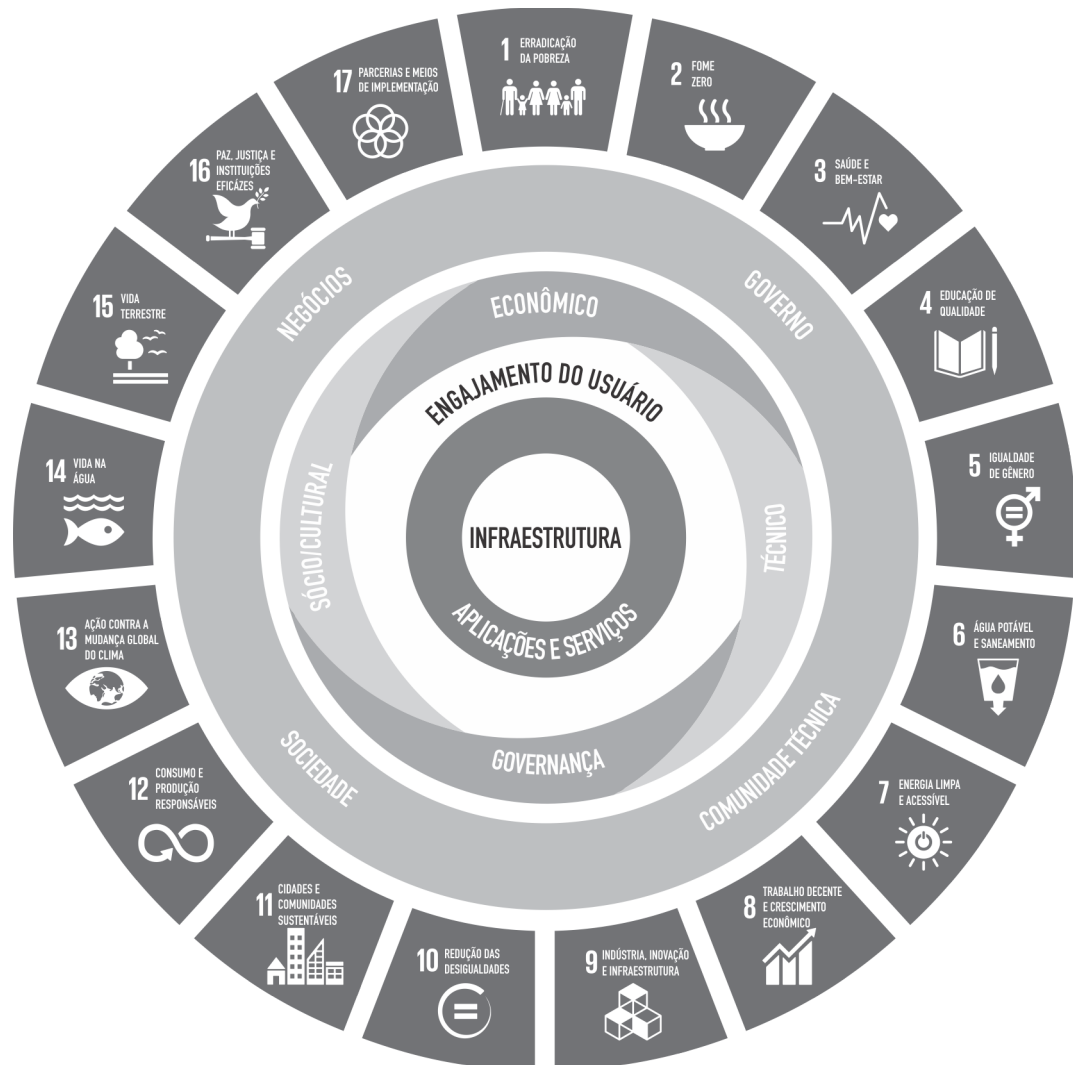 1 ERRADICAÇÃO
DA POBREZA
2 FOME
ZERO
3 SAÚDE E
BEM-ESTAR
4 EDUCAÇÃO DE
QUALIDADE
5 IGUALDADE
DE GÊNERO
6 ÁGUA POTÁVEL
E SANEAMENTO
7 ENERGIA LIMPA
E ACESSÍVEL
8 TRABALHO DECENTE
E CRESCIMENTO
ECONÔMICO
9 INDÚSTRIA, INOVAÇÃO
E INFRAESTRUTURA
10 REDUÇÃO DAS
DESIGUALDADES
11 CIDADES E
COMUNIDADES
SUSTENTÁVEIS
12 CONSUMO E
PRODUÇÃO
RESPONSÁVEIS
13 AÇÃO CONTRA A
MUDANÇA GLOBAL
DO CLIMA
14 VIDA NA
ÁGUA
15 VIDA
TERRESTRE
16 PAZ, JUSTIÇA E
INSTITUIÇÕES
EFICÁZES
17 PARCERIAS E MEIOS
DE IMPLEMENTAÇÃO
NEGÓCIOS
GOVERNO
COMUNIDADE TÉCNICA
SOCIEDADE
ECONÔMICO
TÉCNICO
GOVERNANÇA
SÓCIO/CULTURAL
ENGAJAMENTO DO USUÁRIO
INFRAESTRUTURA
APLICAÇÕES E SERVIÇOS